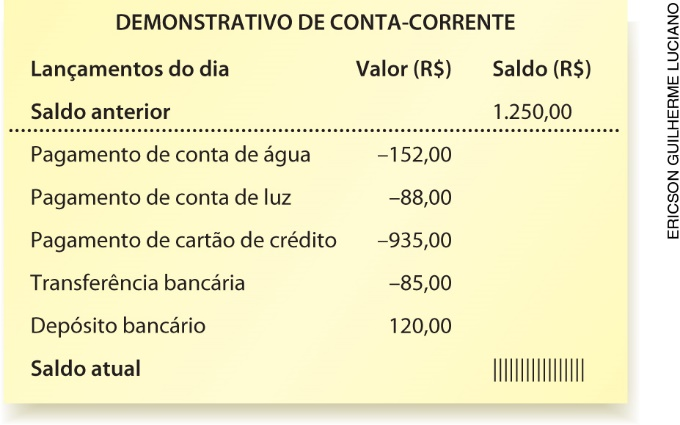 DEMONSTRATIVO DE CONTA-CORRENTE
Lançamentos do dia Valor (R$) Saldo (R$)
Saldo anterior 1.250,00
Pagamento de conta de água –152,00
Pagamento de conta de luz –88,00
Pagamento de cartão de crédito –935,00
Transferência bancária –85,00
Depósito bancário 120,00
Saldo atual
ERICSON GUILHERME LUCIANO